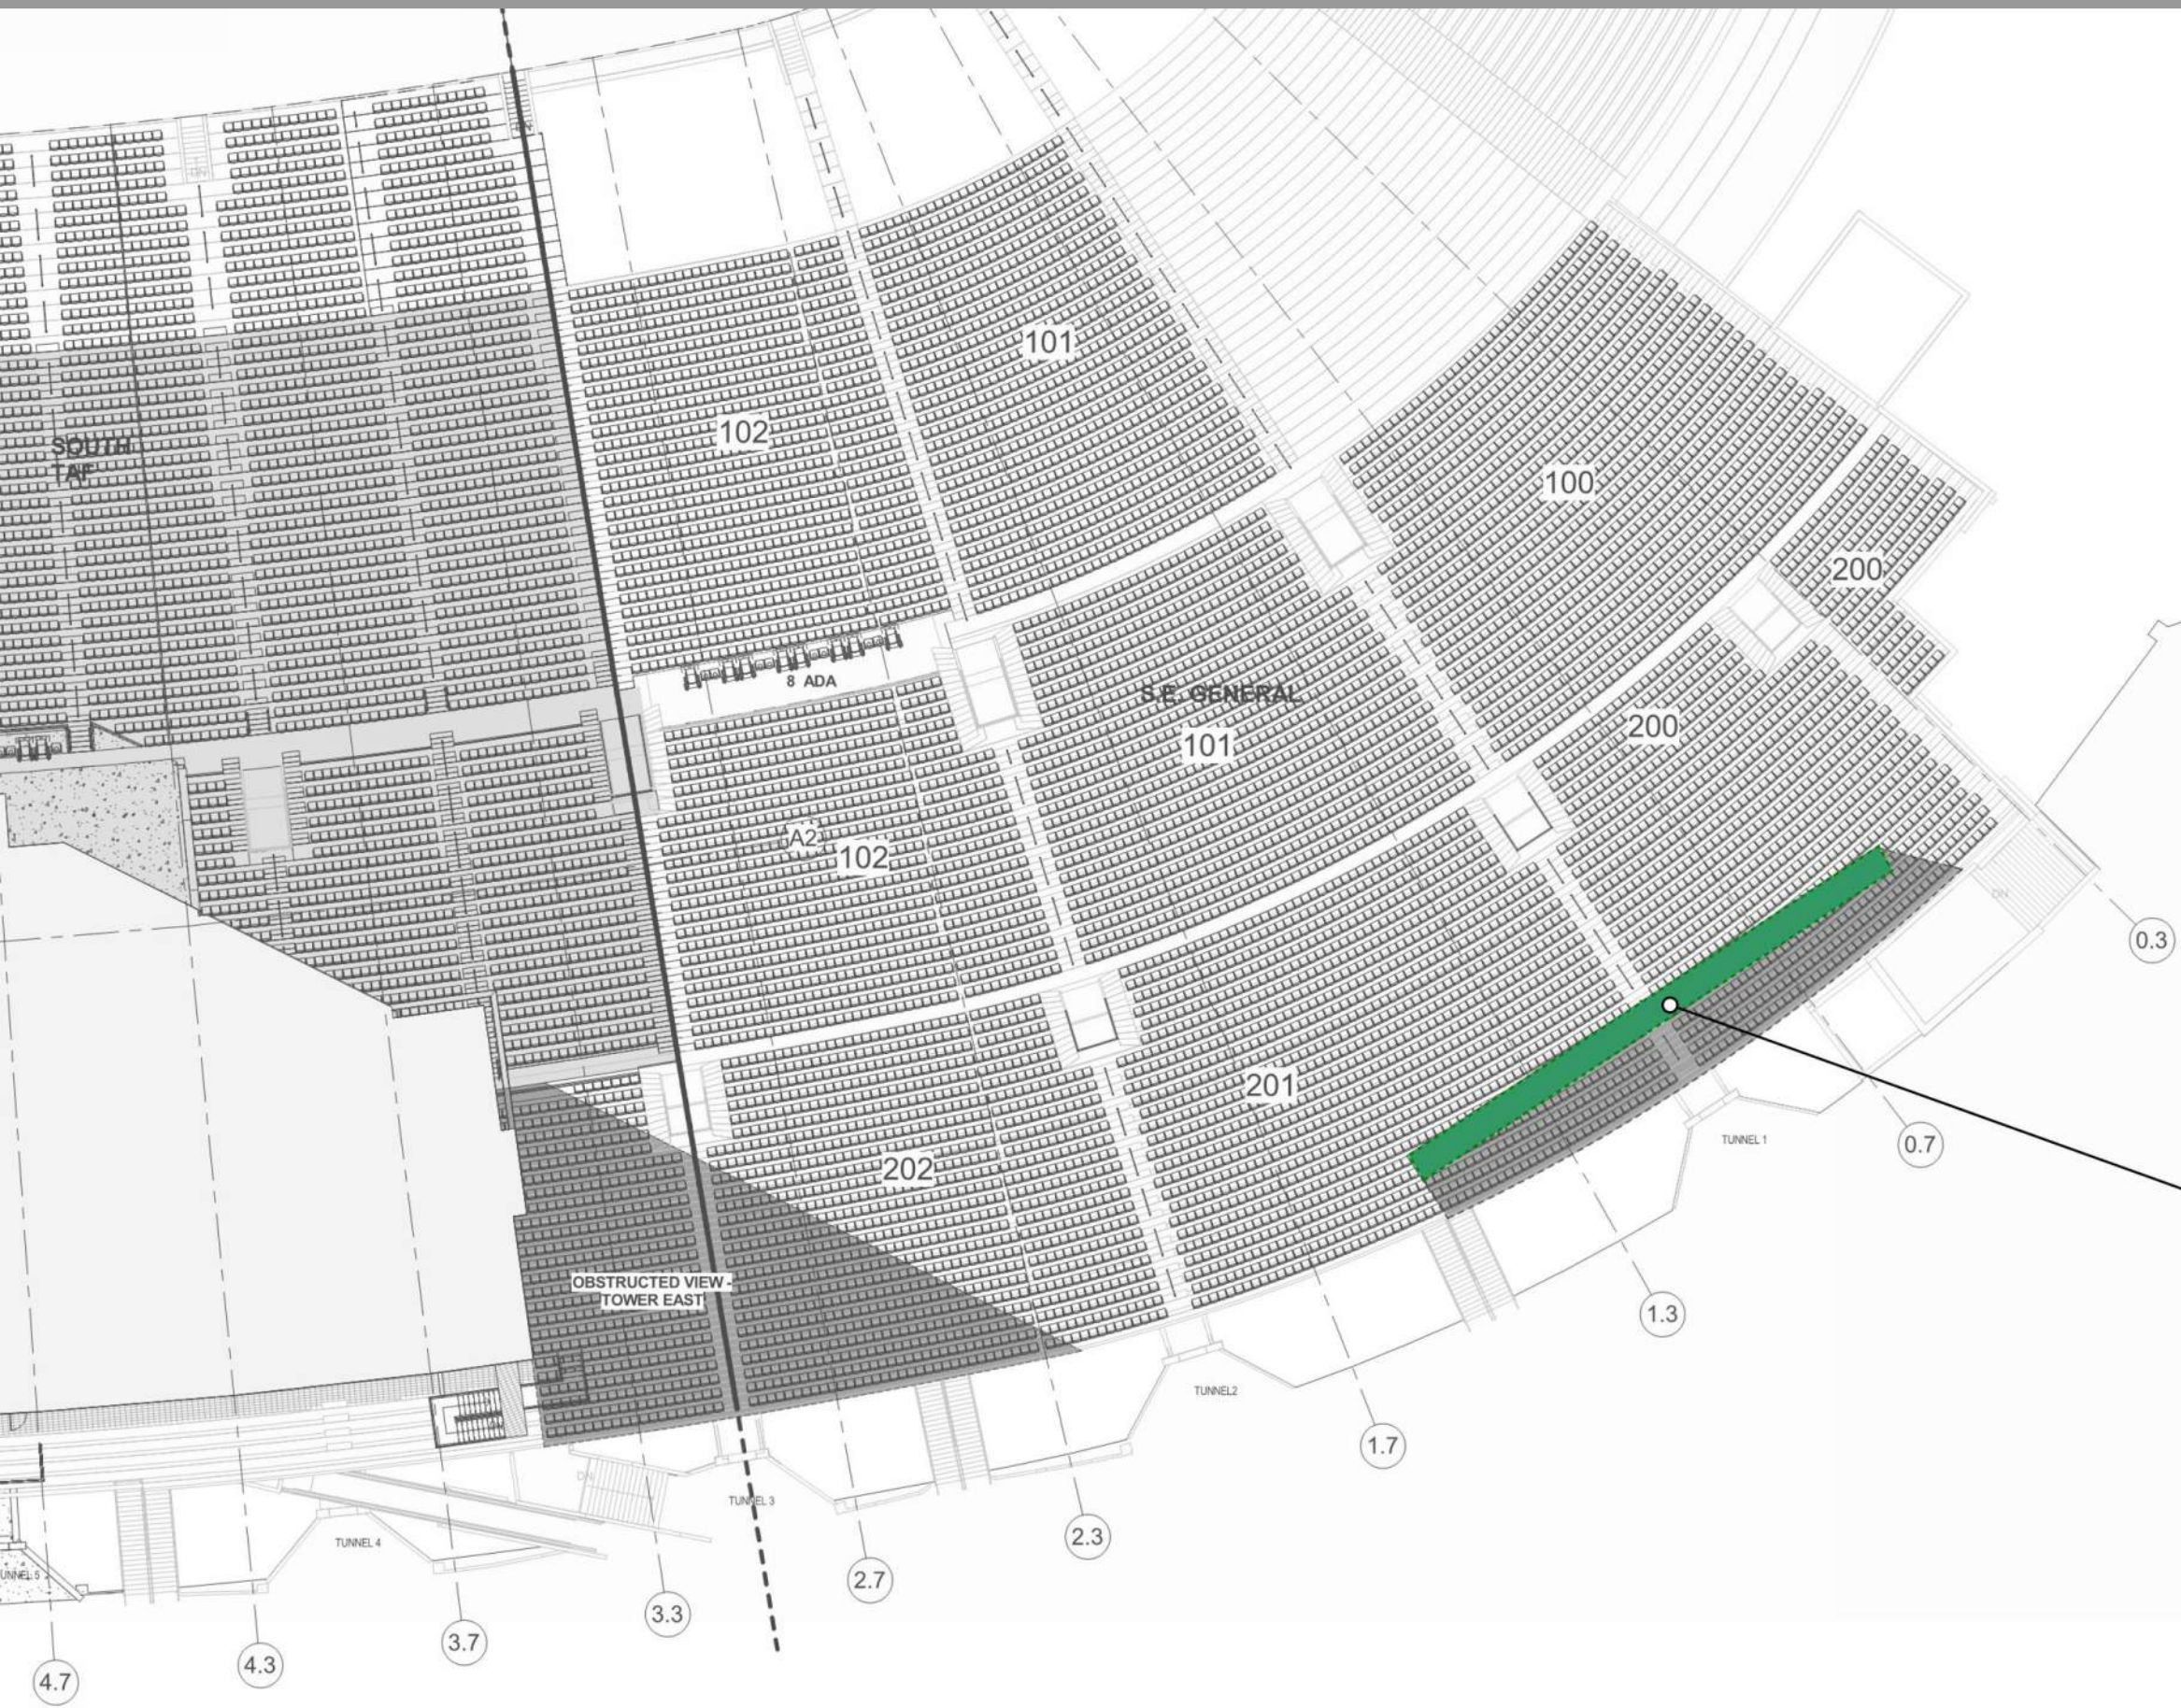 SOUTH
TAF
102
101
100
200
8 ADA
S.E. GENERAL
101
200
A2
102
201
202
OBSTRUCTED VIEW -
TOWER EAST
DN
0.3
0.7
TUNNEL 1
1.3
TUNNEL2
1.7
TUNNEL 3
2.3
DN
2.7
TUNNEL 4
3.3
3.7
4.3
4.7